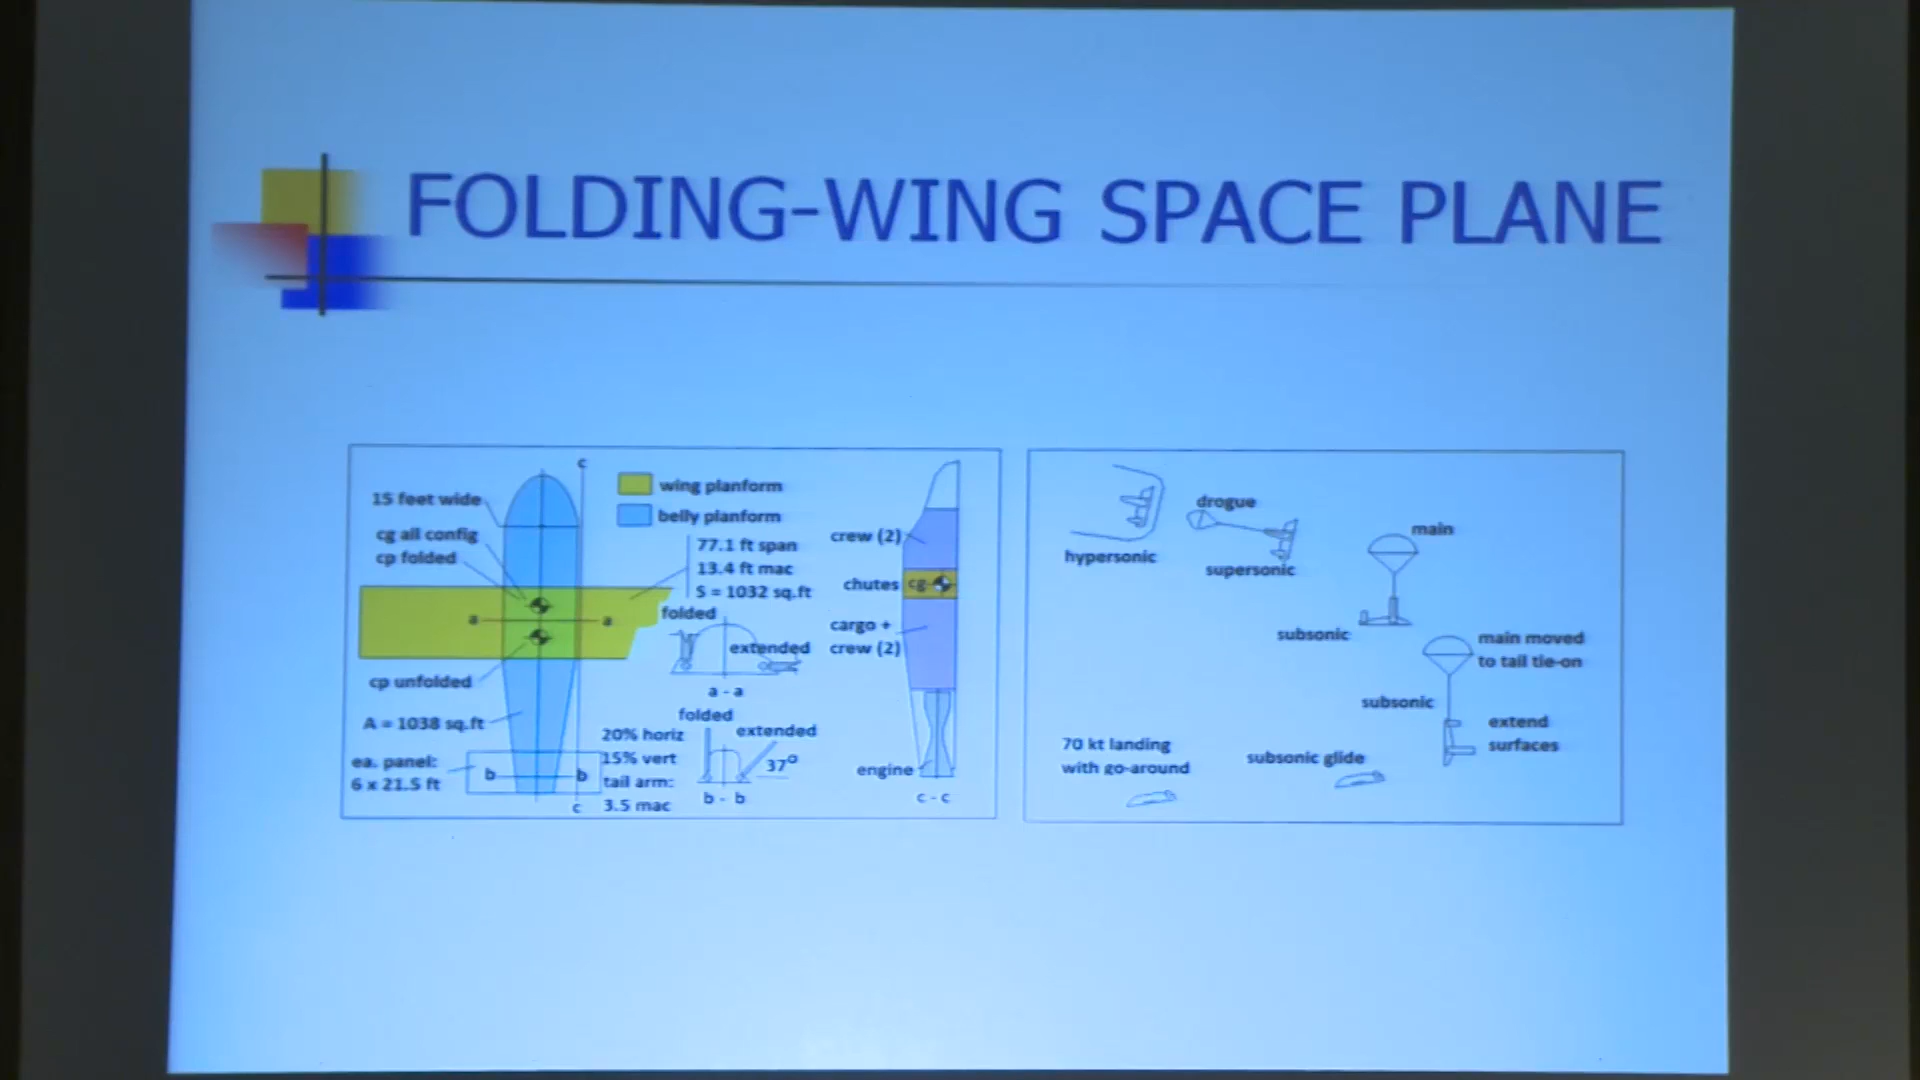 FOLDING-WING SPACE PLANE
c
15 feet wide
cg all config
cp folded
wing planform
belly planform
77.1 ft span
13.4 ft mac
S = 1032 sq.ft
a
a
cp unfolded
A = 1038 sq.ft
ea. panel:
6 x 21.5 ft
b
b
c
folded
extended
a - a
20% horiz
15% vert
tail arm:
3.5 mac
folded
extended
37º
b - b
crew (2)
chutes
cg
cargo +
crew (2)
engine
c - c
hypersonic
drogue
supersonic
main
subsonic
main moved
to tail tie-on
subsonic
extend
surfaces
subsonic glide
70 kt landing
with go-around